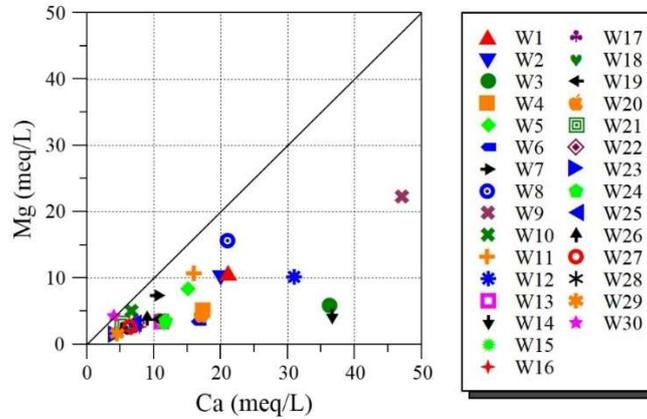 50
40
30
20
10
0
Mg (meq/L)
0 10 20 30 40 50
Ca (meq/L)
W1 W17
W2 W18
W3 W19
W4 W20
W5 W21
W6 W22
W7 W23
W8 W24
W9 W25
W10 W26
W11 W27
W12 W28
W13 W29
W14 W30
W15
W16